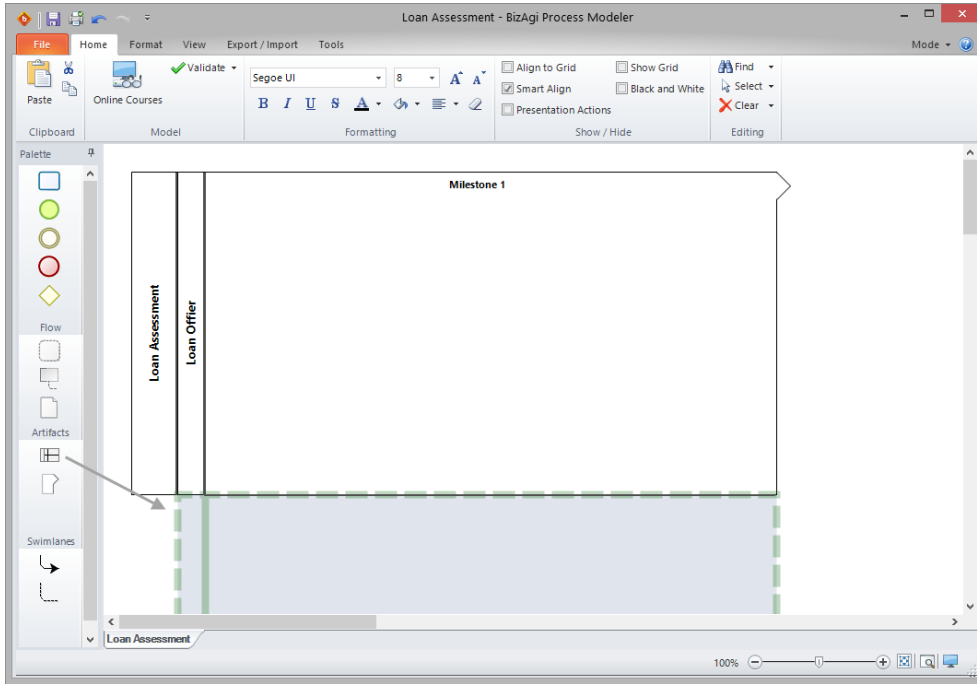 Loan Assessment - BizAgi Process Modeler
File Home Format View Export / Import Tools Mode
Validate
Segoe UI 8
Align to Grid Show Grid Find
Smart Align Black and White Select
Paste Online Courses B I U S A Presentation Actions Clear
Clipboard Model Formatting Show / Hide Editing
Palette
Milestone 1
Loan Assessment
Loan Offier
Flow
Artifacts
Swimlanes
Loan Assessment
100%